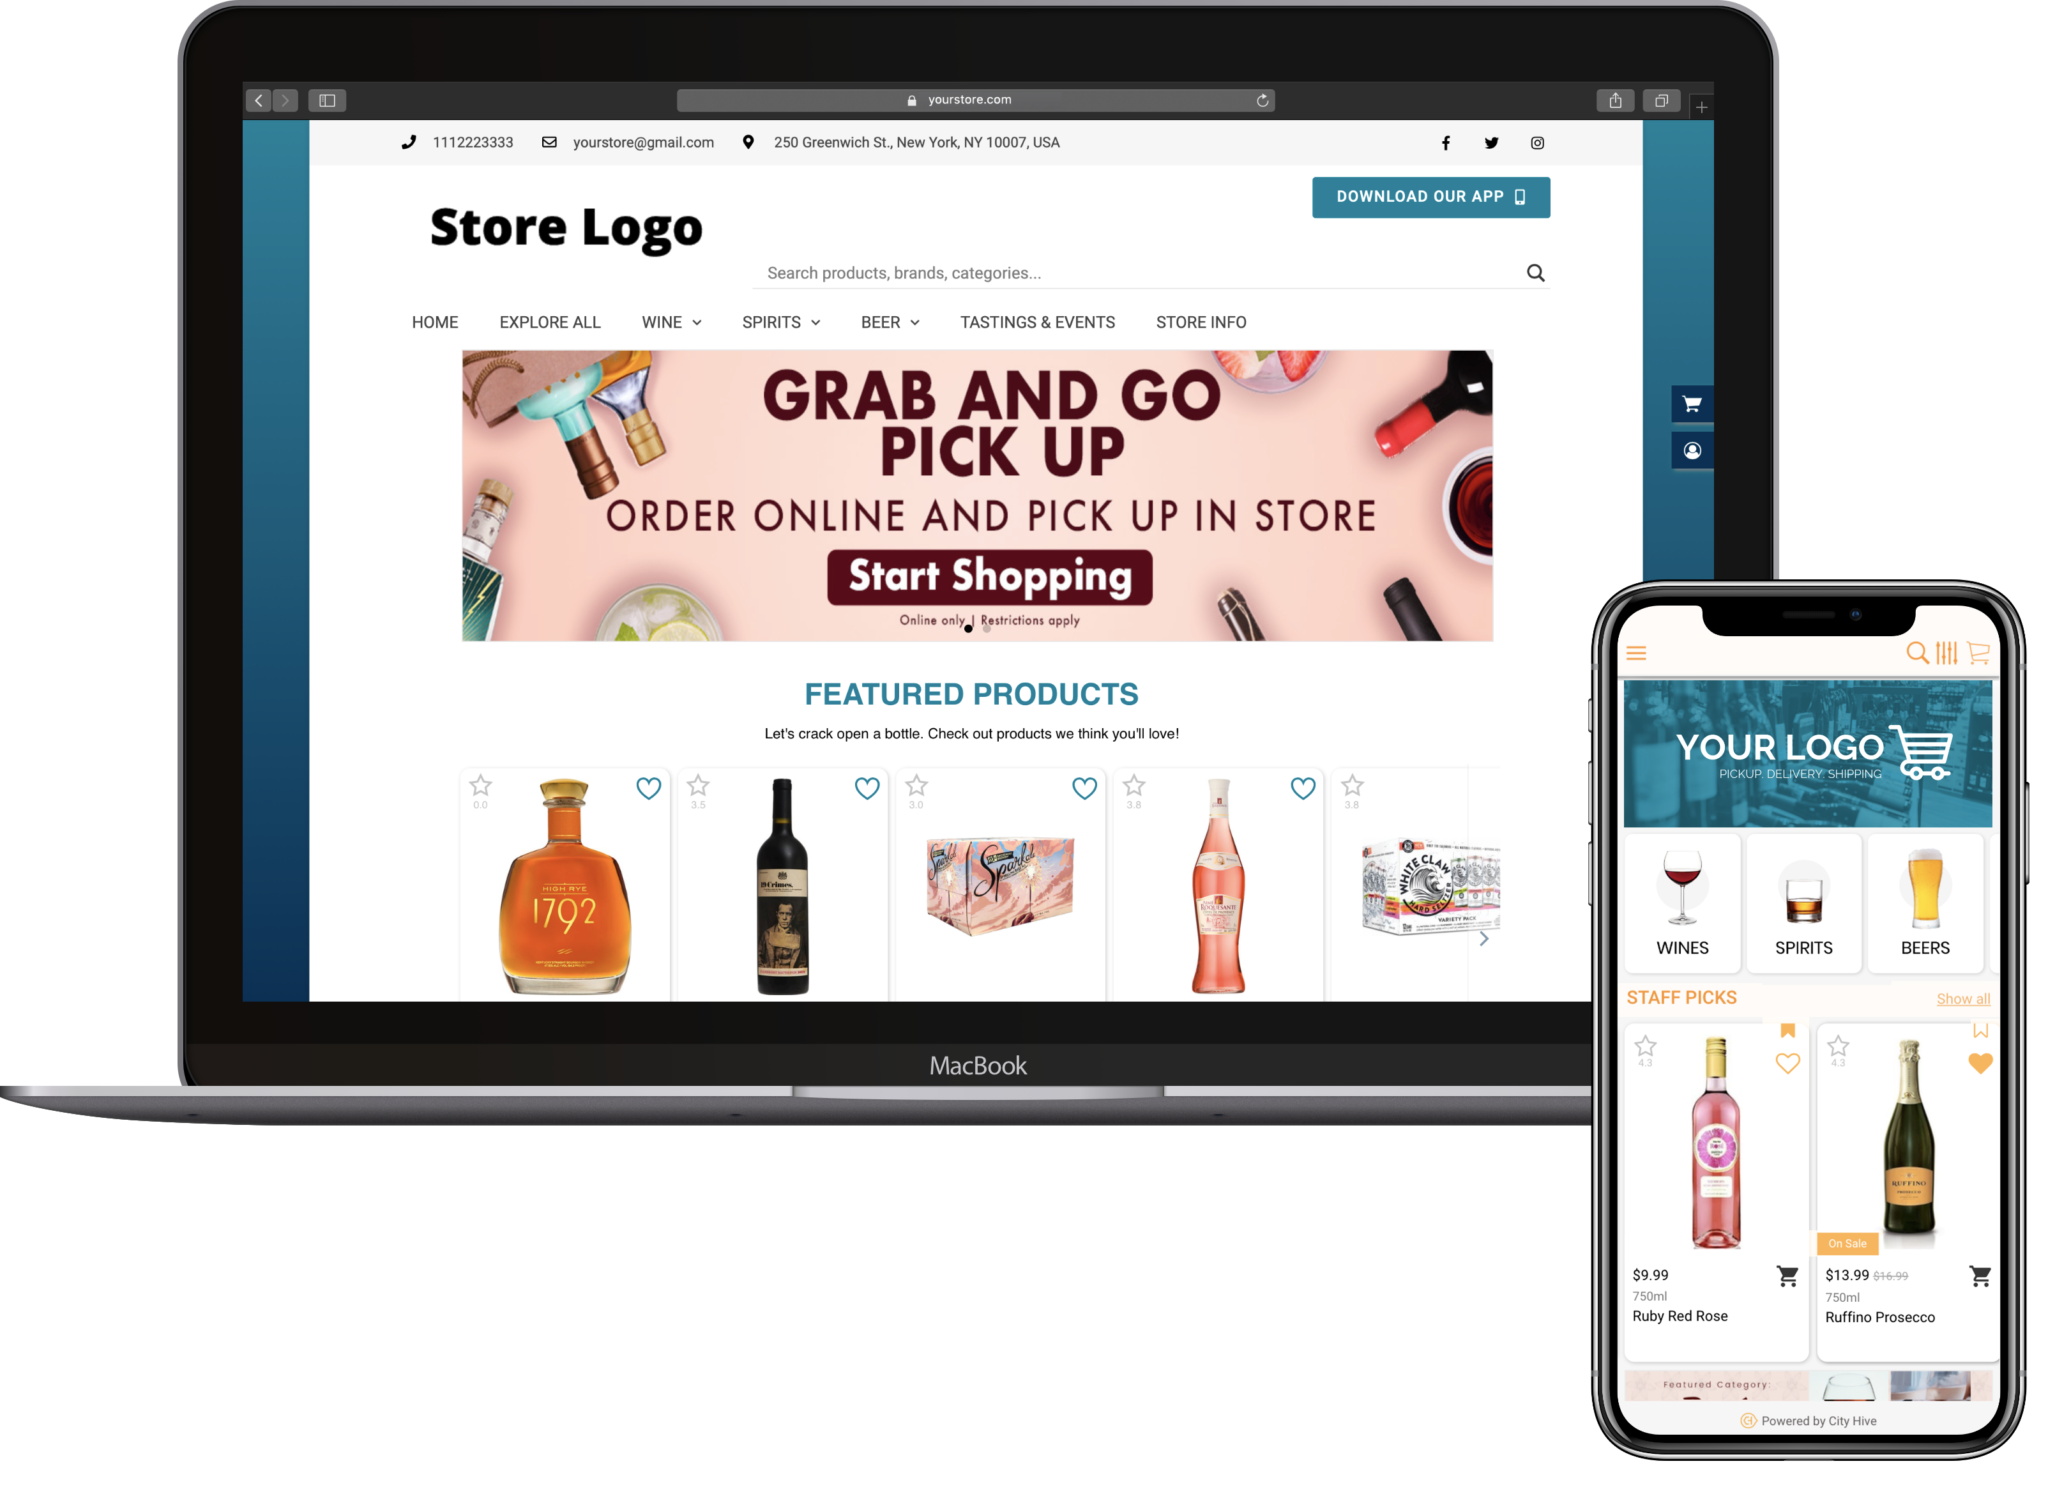 yourstore.com
1112223333 yourstore@gmail.com 250 Greenwich St., New York, NY 10007, USA
DOWNLOAD OUR APP
Store Logo
Search products, brands, categories...
HOME EXPLORE ALL WINE SPIRITS BEER TASTINGS & EVENTS STORE INFO
GRAB AND GO
PICK UP
ORDER ONLINE AND PICK UP IN STORE
Start Shopping
Online only | Restrictions apply
FEATURED PRODUCTS
Let's crack open a bottle. Check out products we think you'll love!
0.0 3.5 3.0 3.8 3.8
HIGH RYE
1792
19 Crimes.
ROQUESANTE
WHITE CLAW
HARD SELTZER
VARIETY PACK
MacBook
YOUR LOGO
PICKUP. DELIVERY. SHIPPING
WINES SPIRITS BEERS
STAFF PICKS Show all
4.3 4.3
RUFFINO
PROSECCO
On Sale
$9.99 $13.99 $16.99
750ml 750ml
Ruby Red Rose Ruffino Prosecco
Featured Category:
Powered by City Hive